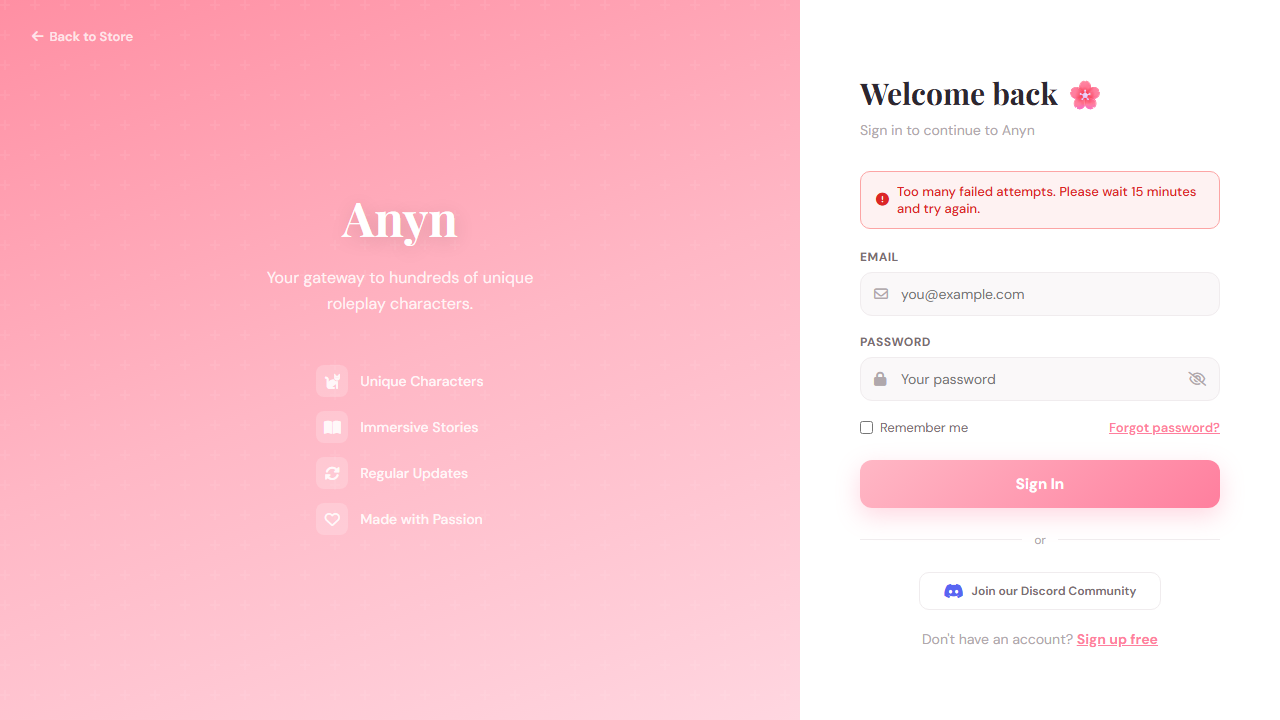 Back to Store
Anyn
Your gateway to hundreds of unique
roleplay characters.
Unique Characters
Immersive Stories
Regular Updates
Made with Passion
Welcome back
Sign in to continue to Anyn
Too many failed attempts. Please wait 15 minutes
and try again.
EMAIL
you@example.com
PASSWORD
Your password
Remember me
Forgot password?
Sign In
or
Join our Discord Community
Don't have an account? Sign up free